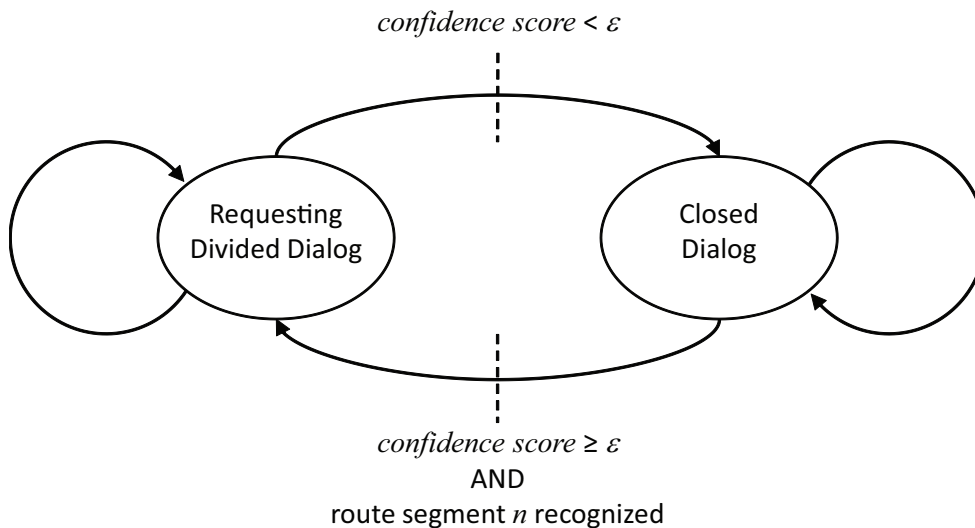 confidence score < ε
Requesting
Divided Dialog
Closed
Dialog
confidence score ≥ ε
AND
route segment n recognized